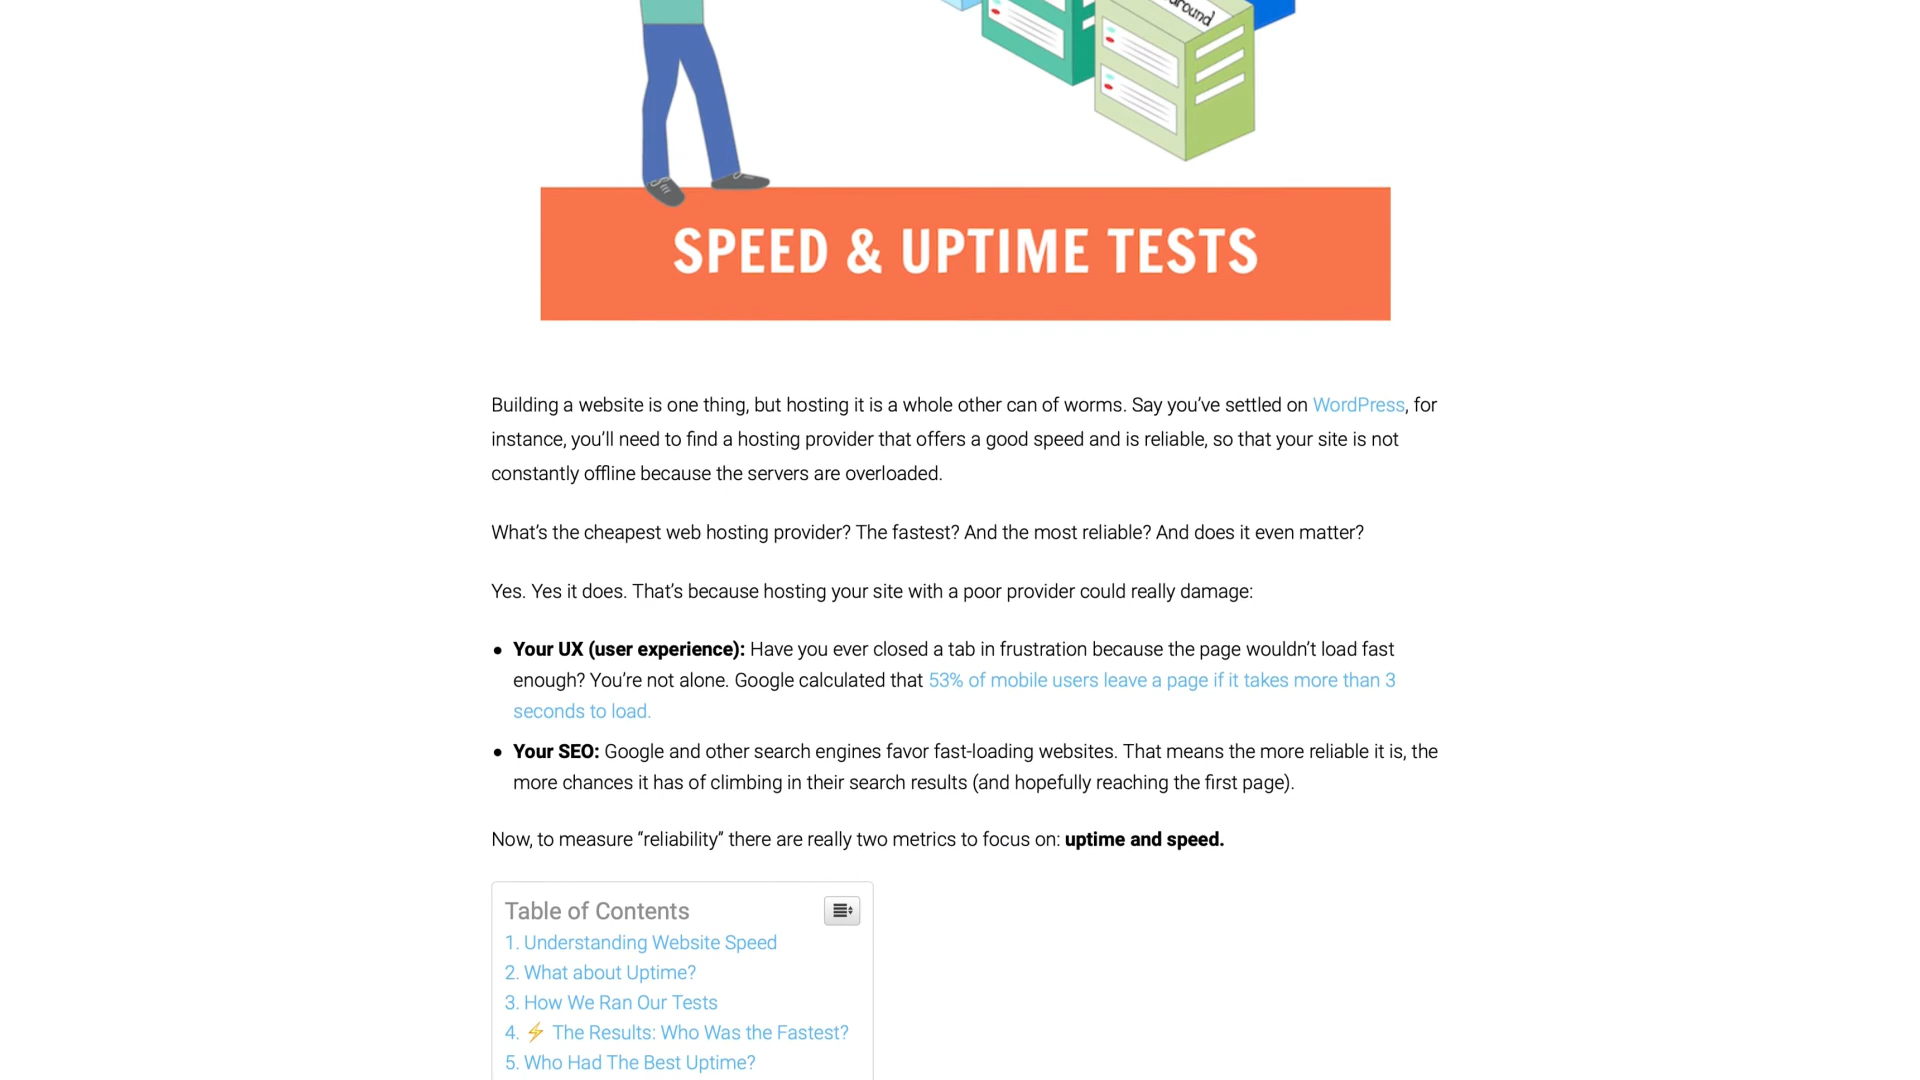 SPEED & UPTIME TESTS
Building a website is one thing, but hosting it is a whole other can of worms. Say you’ve settled on WordPress, for
instance, you’ll need to find a hosting provider that offers a good speed and is reliable, so that your site is not
constantly offline because the servers are overloaded.
What’s the cheapest web hosting provider? The fastest? And the most reliable? And does it even matter?
Yes. Yes it does. That’s because hosting your site with a poor provider could really damage:
• Your UX (user experience): Have you ever closed a tab in frustration because the page wouldn’t load fast
enough? You’re not alone. Google calculated that 53% of mobile users leave a page if it takes more than 3
seconds to load.
• Your SEO: Google and other search engines favor fast-loading websites. That means the more reliable it is, the
more chances it has of climbing in their search results (and hopefully reaching the first page).
Now, to measure “reliability” there are really two metrics to focus on: uptime and speed.
Table of Contents
1. Understanding Website Speed
2. What about Uptime?
3. How We Ran Our Tests
4. ⚡ The Results: Who Was the Fastest?
5. Who Had The Best Uptime?